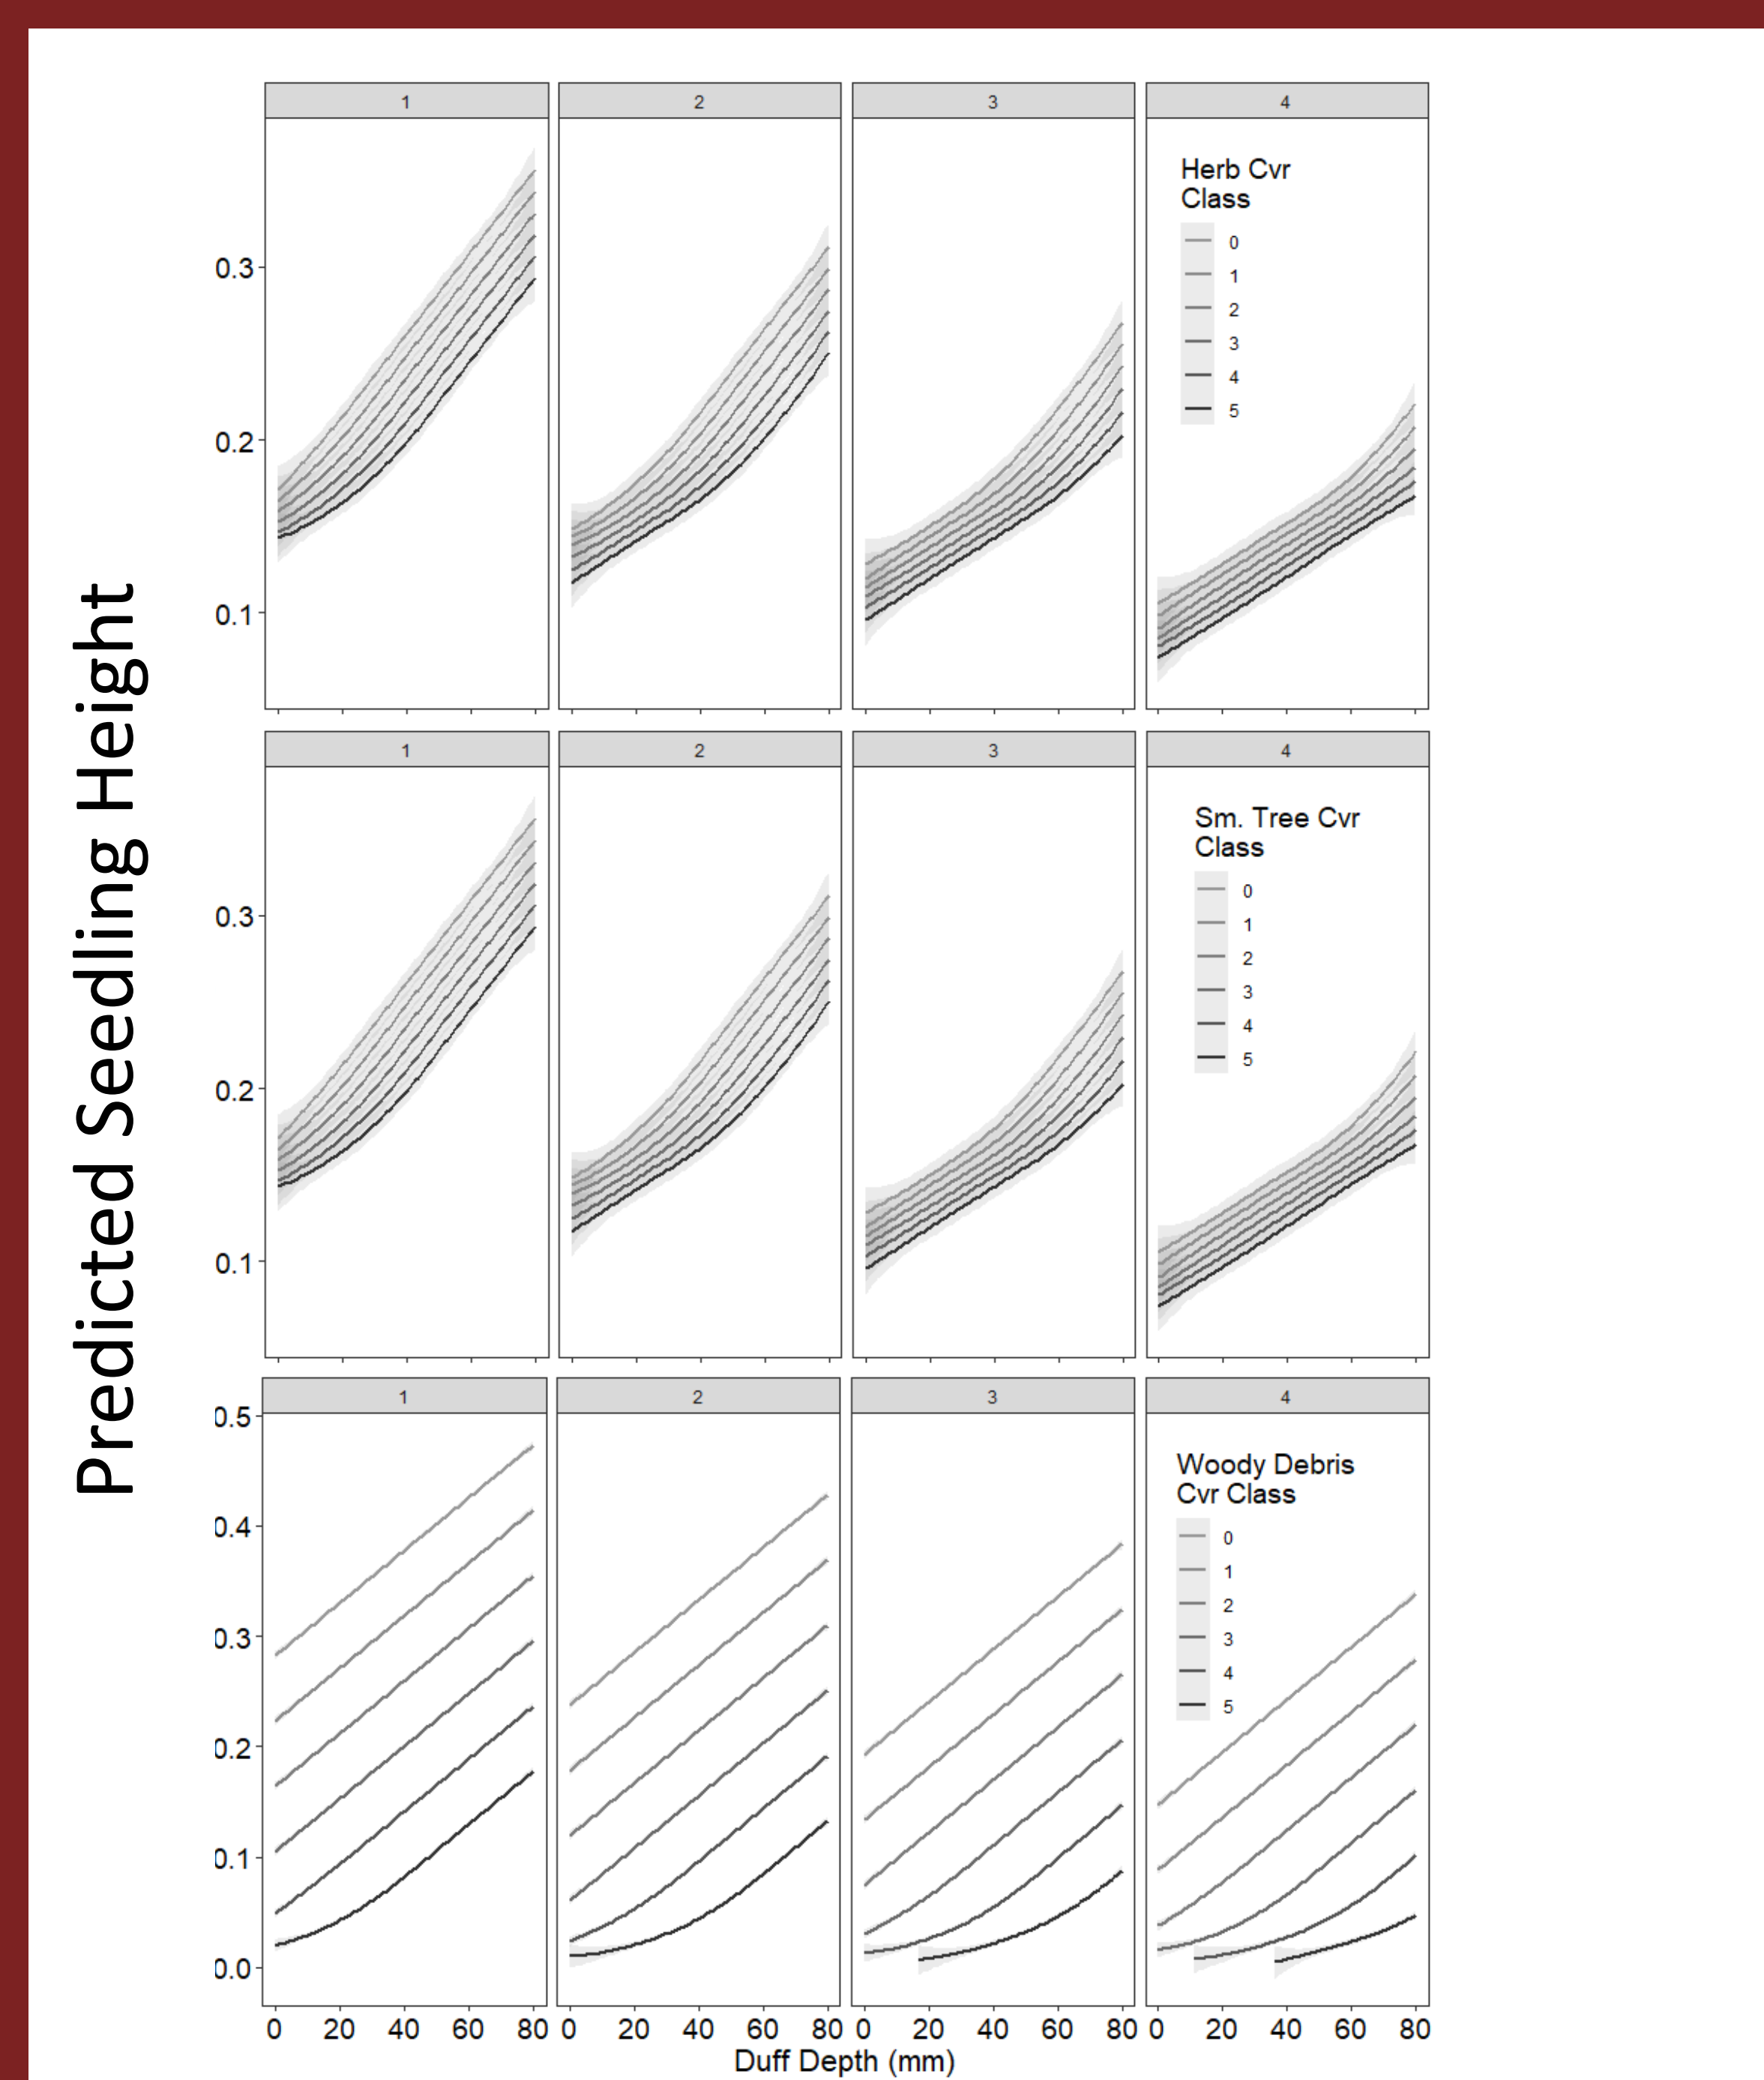 Predicted Seedling Height
1 2 3 4
Herb Cvr
Class
0
1
2
3
4
5
0.3
0.2
0.1
1 2 3 4
Sm. Tree Cvr
Class
0
1
2
3
4
5
0.3
0.2
0.1
1 2 3 4
Woody Debris
Cvr Class
0
1
2
3
4
5
0.5
0.4
0.3
0.2
0.1
0.0
0 20 40 60 80 0 20 40 60 80 0 20 40 60 80 0 20 40 60 80
Duff Depth (mm)